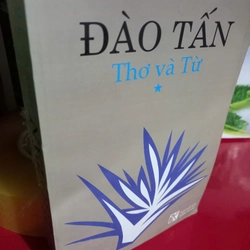 ĐÀO TẤN
Thơ và Từ